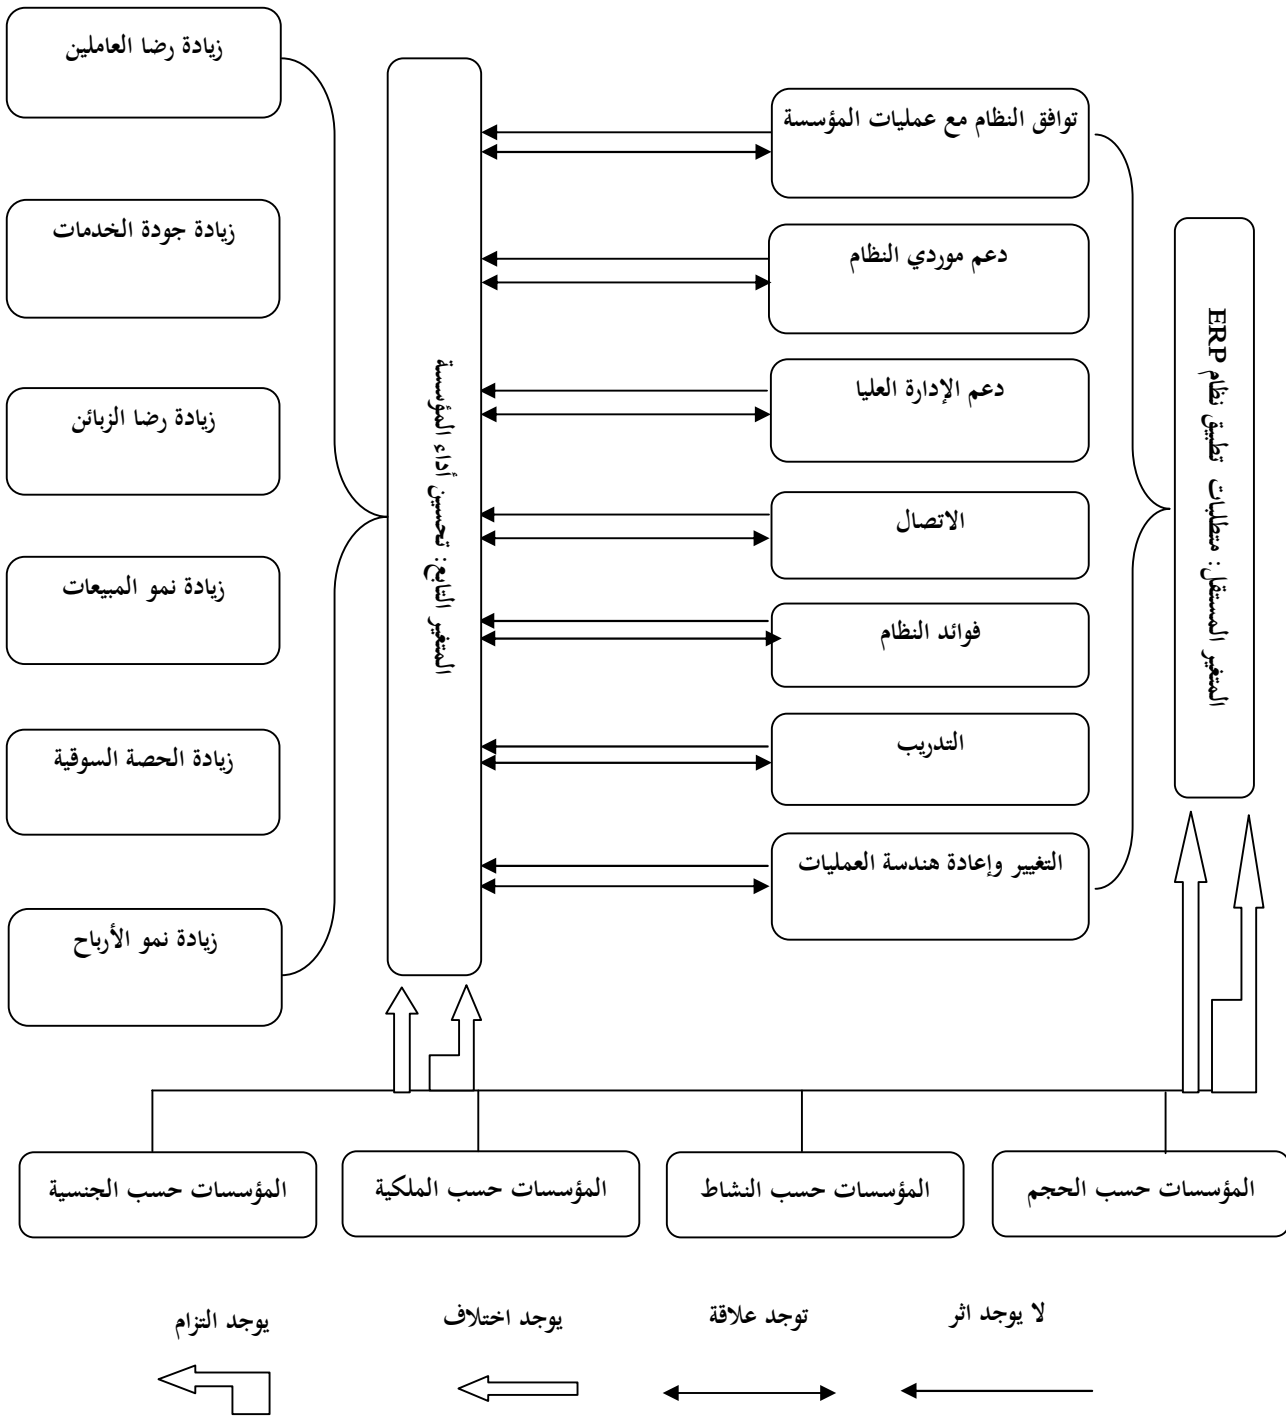 المتغير المستقل: متطلبات تطبيق نظام ERP
توافق النظام مع عمليات المؤسسة
دعم موردي النظام
دعم الإدارة العليا
الاتصال
فوائد النظام
التدريب
التغيير وإعادة هندسة العمليات
المتغير التابع: تحسين أداء المؤسسة
زيادة رضا العاملين
زيادة جودة الخدمات
زيادة رضا الزبائن
زيادة نمو المبيعات
زيادة الحصة السوقية
زيادة نمو الأرباح
المؤسسات حسب الحجم
المؤسسات حسب النشاط
المؤسسات حسب الملكية
المؤسسات حسب الجنسية
لا يوجد اثر
توجد علاقة
يوجد اختلاف
يوجد التزام